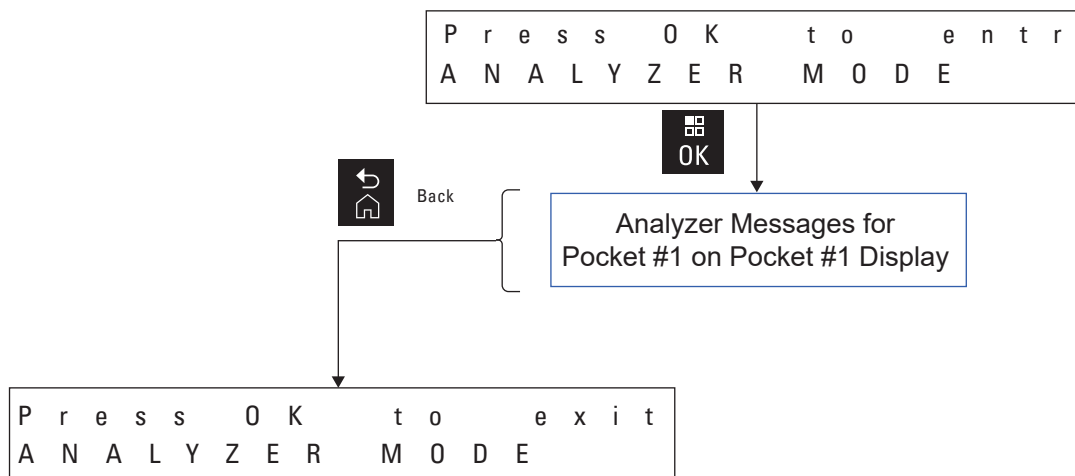 Press OK to entr
ANALYZER MODE
OK
Back
Analyzer Messages for
Pocket #1 on Pocket #1 Display
Press OK to exit
ANALYZER MODE